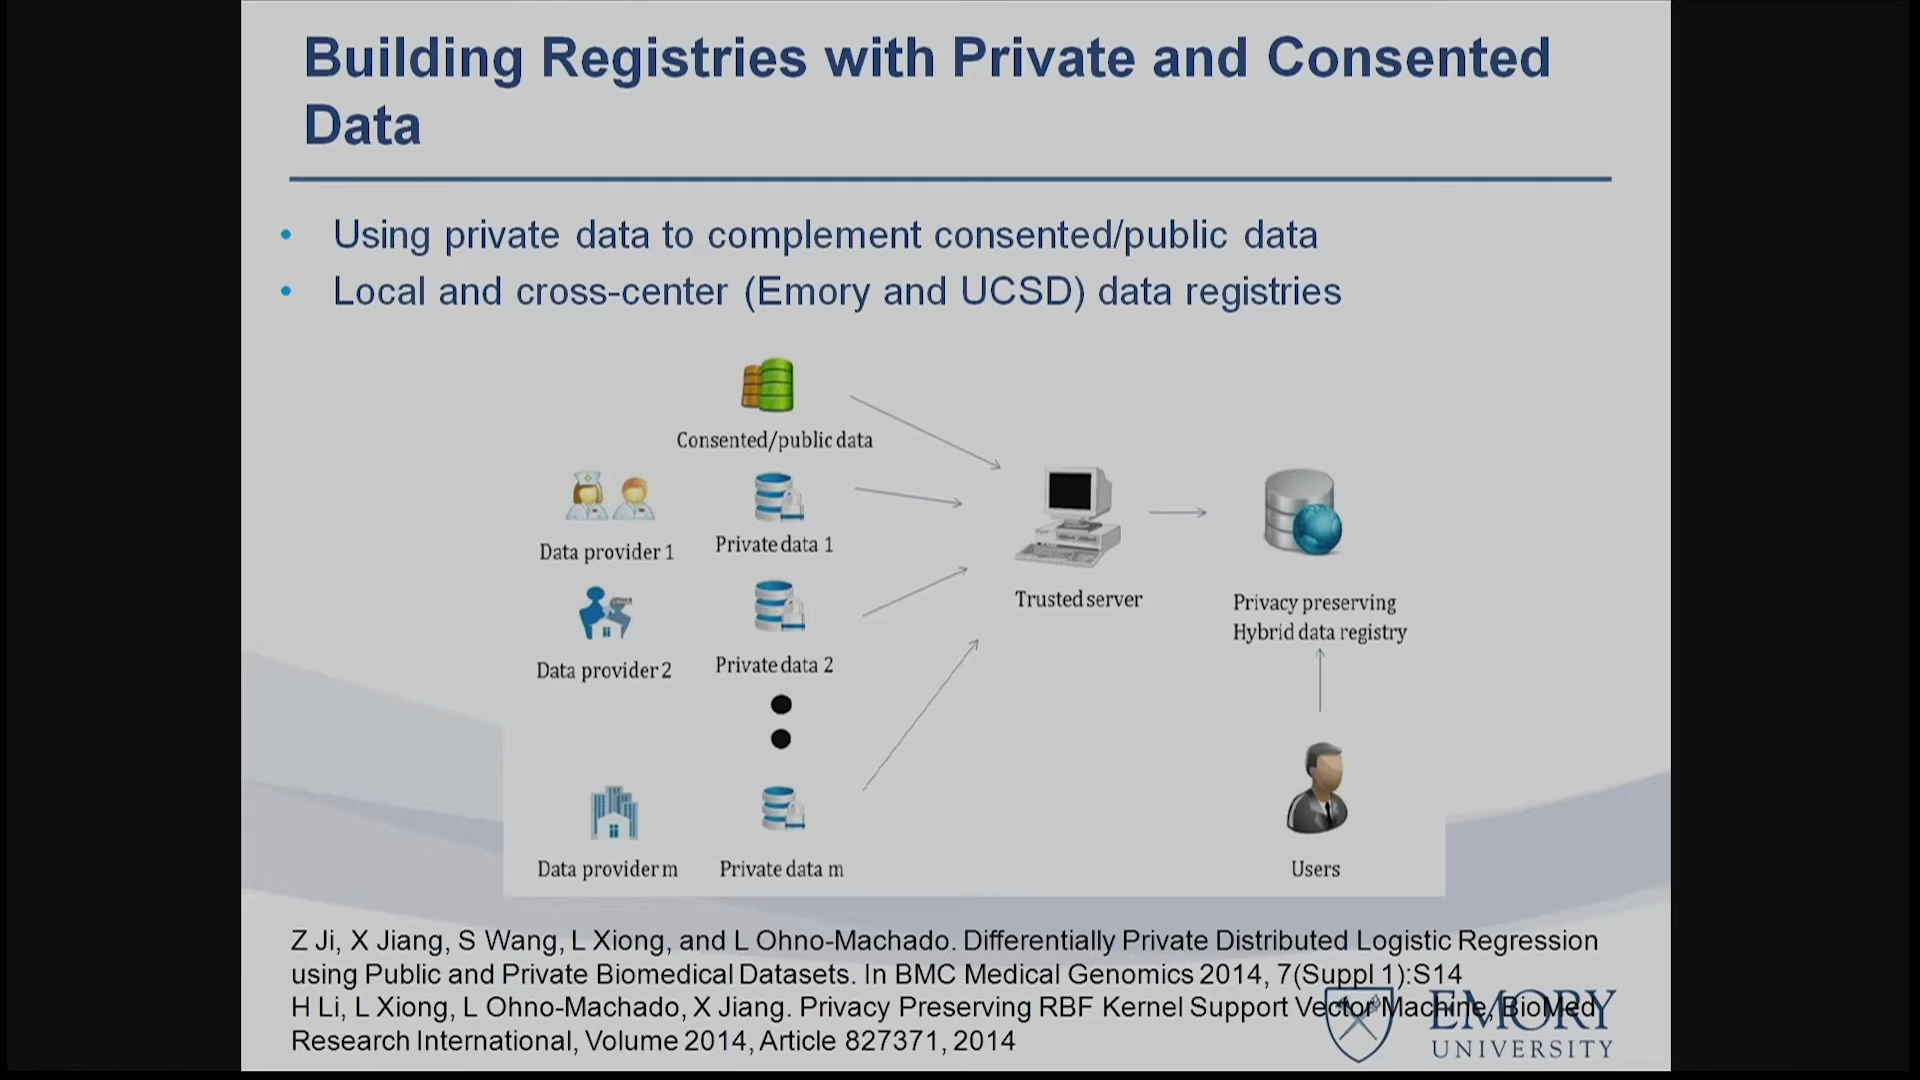 Building Registries with Private and Consented
Data
• Using private data to complement consented/public data
• Local and cross-center (Emory and UCSD) data registries
Consented/public data
Data provider 1
Private data 1
Trusted server
Privacy preserving
Hybrid data registry
Data provider 2
Private data 2
Data provider m
Private data m
Users
Z Ji, X Jiang, S Wang, L Xiong, and L Ohno-Machado. Differentially Private Distributed Logistic Regression
using Public and Private Biomedical Datasets. In BMC Medical Genomics 2014, 7(Suppl 1):S14
H Li, L Xiong, L Ohno-Machado, X Jiang. Privacy Preserving RBF Kernel Support Vector Machine, BioMed
Research International, Volume 2014, Article 827371, 2014
EMORY
UNIVERSITY